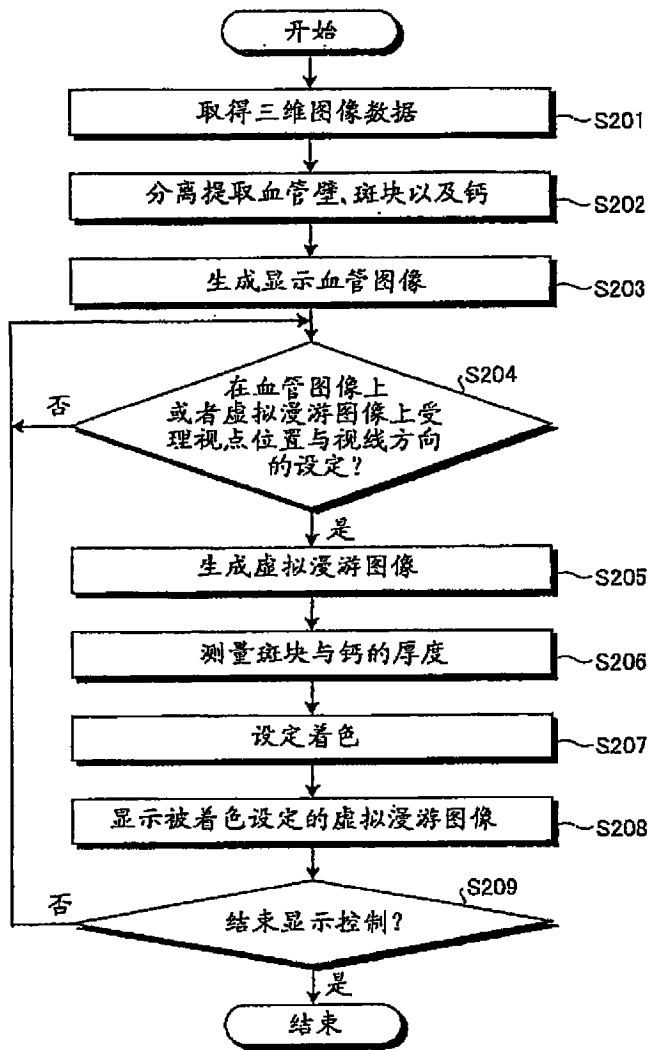 开始
取得三维图像数据
S201
分离提取血管壁、斑块以及钙
S202
生成显示血管图像
S203
S204
在血管图像上
或者虚拟漫游图像上受
理视点位置与视线方向
的设定?
否
是
生成虚拟漫游图像
S205
测量斑块与钙的厚度
S206
设定着色
S207
显示被着色设定的虚拟漫游图像
S208
S209
结束显示控制?
否
是
结束